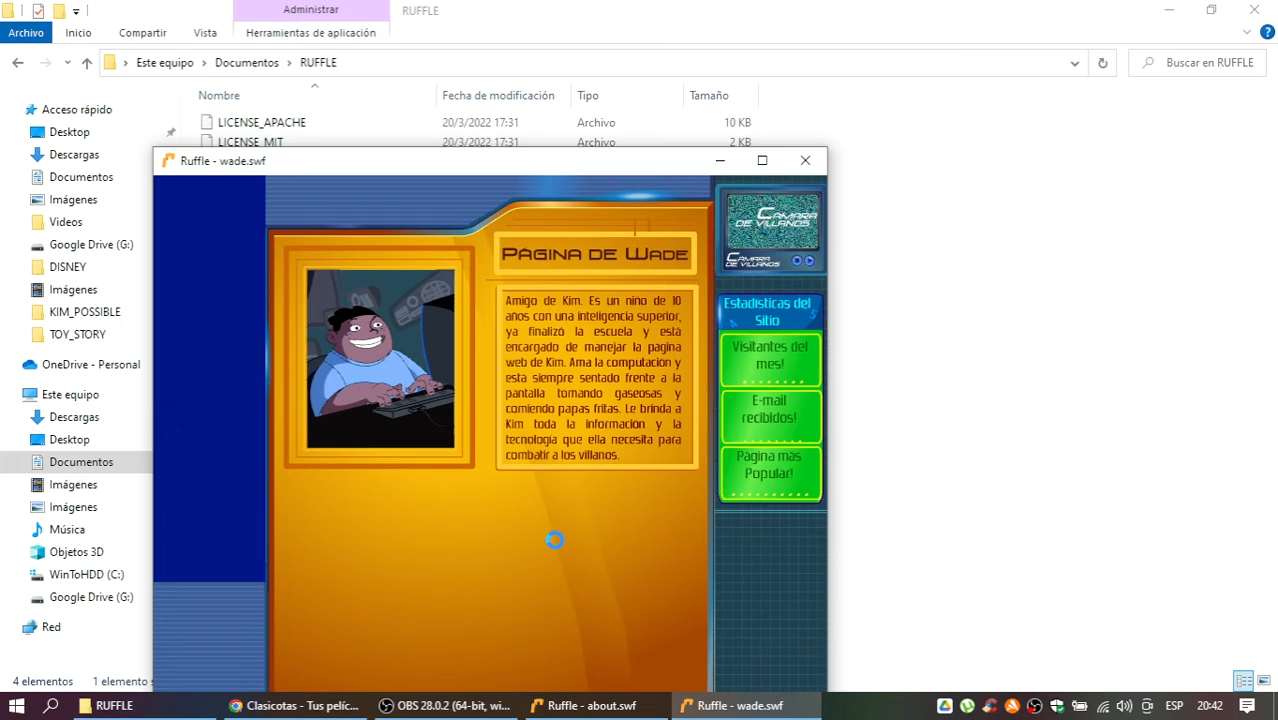 Administrar
RUFFLE
Archivo
Inicio
Compartir
Vista
Herramientas de aplicación
Este equipo
Documentos
RUFFLE
Buscar en RUFFLE
Nombre
Fecha de modificación
Tipo
Tamaño
Acceso rápido
LICENSE_APACHE
20/3/2022 17:31
Archivo
10 KB
Desktop
LICENSE_MIT
20/3/2022 17:31
Archivo
2 KB
Descargas
Documentos
Imágenes
Videos
Google Drive (G:)
DISNEY
Imágenes
KIM_POSSIBLE
TOY_STORY
OneDrive - Personal
Este equipo
Descargas
Desktop
Documentos
Imágenes
Imágenes
Música
Objetos 3D
WinToHDD (C:)
Google Drive (G:)
Red
4 elementos
1 elemento s
Ruffle - wade.swf
PÁGINA DE WADE
Amigo de Kim. Es un niño de 10
años con una inteligencia superior,
ya finalizó la escuela y está
encargado de manejar la pagina
web de Kim. Ama la computación y
esta siempre sentado frente a la
pantalla tomando gaseosas y
comiendo papas fritas. Le brinda a
Kim toda la información y la
tecnología que ella necesita para
combatir a los villanos.
CAMARA
DE VILLANOS
CAMARA
DE VILLANOS
Estadísticas del
Sitio
Visitantes del
mes!
E-mail
recibidos!
Página más
Popular!
RUFFLE
Clasicotas - Tus pelíc...
OBS 28.0.2 (64-bit, wi...
Ruffle - about.swf
Ruffle - wade.swf
ESP
20:42